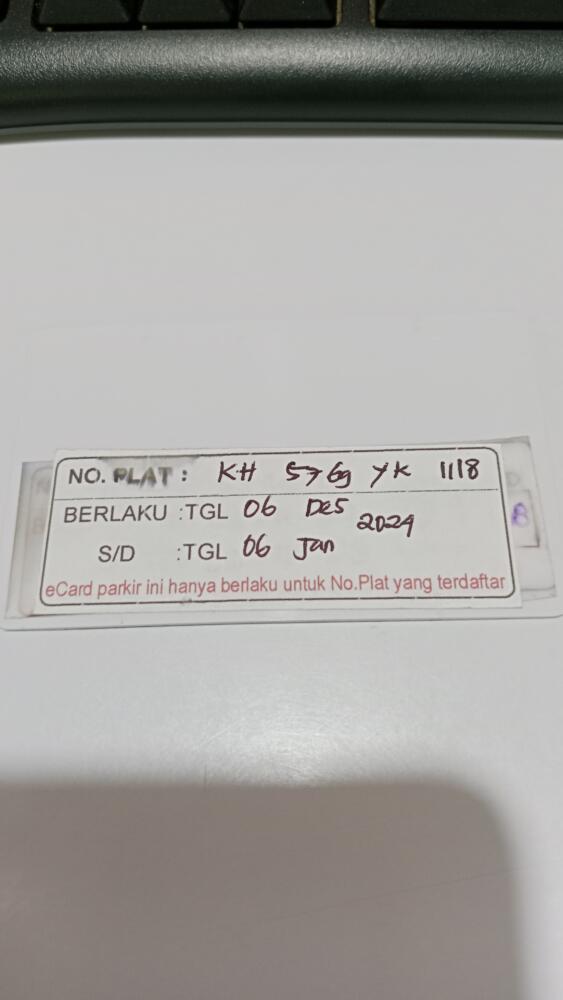 NO. PLAT : KH 5769 YK 1118
BERLAKU :TGL 06 Des 2024
S/D :TGL 06 Jan
eCard parkir ini hanya berlaku untuk No.Plat yang terdaftar